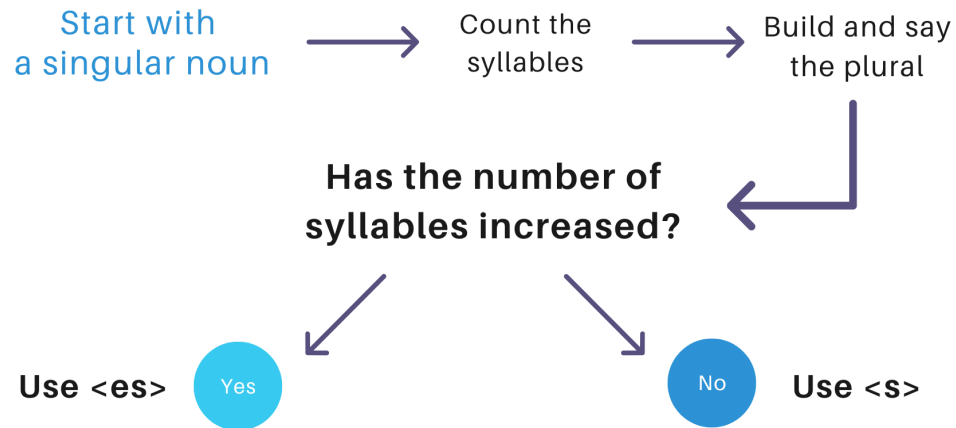 Start with
a singular noun
Count the
syllables
Build and say
the plural
Has the number of
syllables increased?
Use <es>
Yes
No
Use <s>